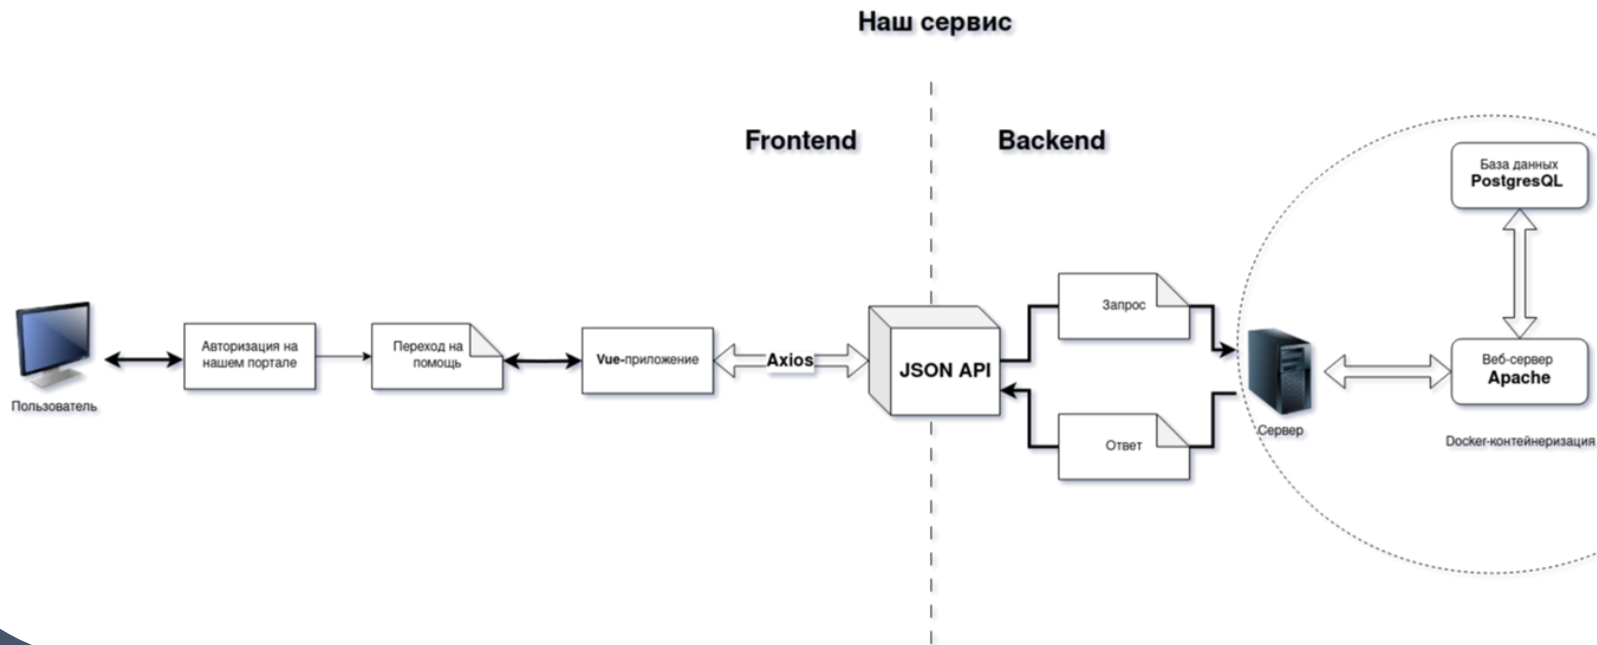 Наш сервис
Frontend
Backend
База данных
PostgresQL
Запрос
Авторизация на
нашем портале
Переход на
помощь
Vue-приложение
Axios
JSON API
Веб-сервер
Apache
Пользователь
Ответ
Сервер
Docker-контейнеризация